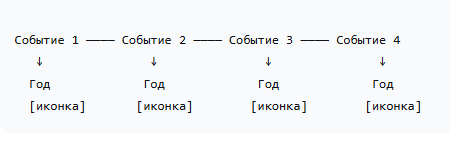 Событие 1 ──── Событие 2 ──── Событие 3 ──── Событие 4
↓ ↓ ↓ ↓
Год Год Год Год
[иконка] [иконка] [иконка] [иконка]